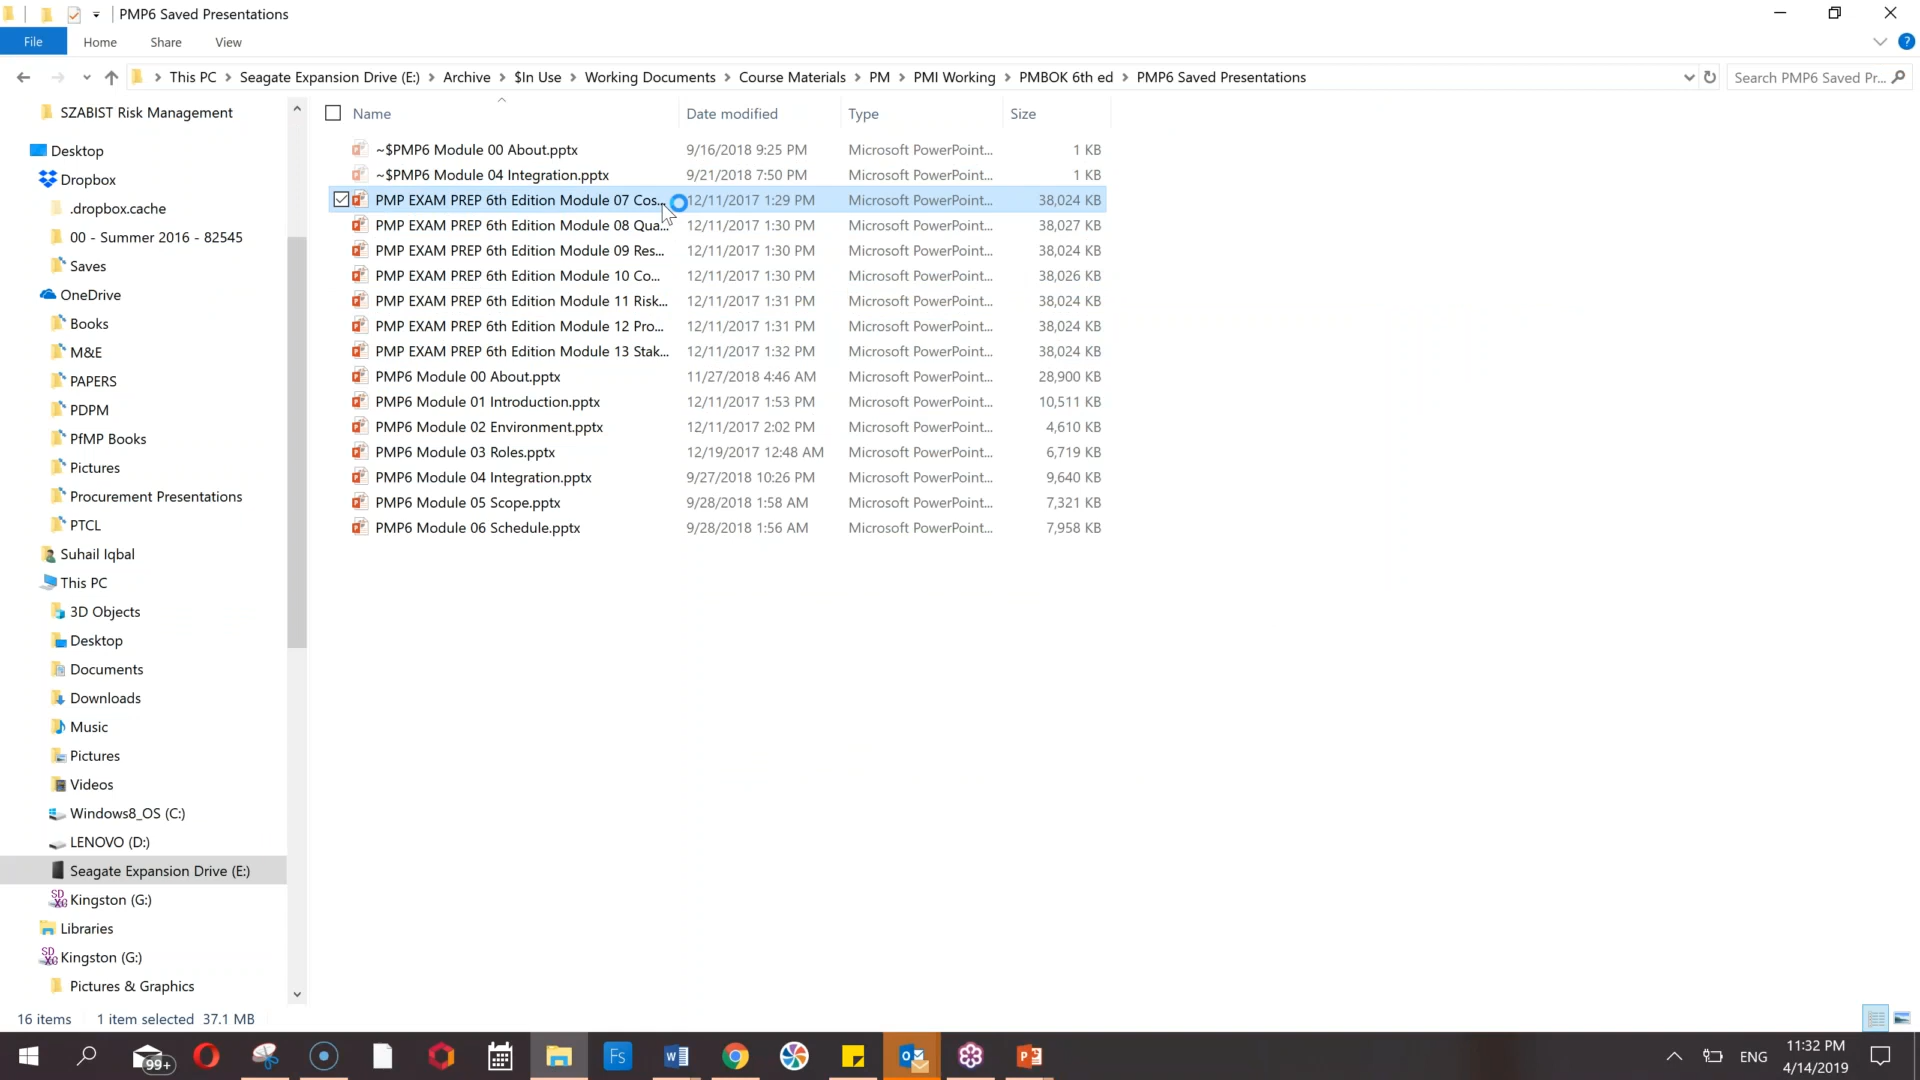 PMP6 Saved Presentations
File Home Share View
This PC > Seagate Expansion Drive (E:) > Archive > $In Use > Working Documents > Course Materials > PM > PMI Working > PMBOK 6th ed > PMP6 Saved Presentations
Search PMP6 Saved Pr...
SZABIST Risk Management
Desktop
Dropbox
.dropbox.cache
00 - Summer 2016 - 82545
Saves
OneDrive
Books
M&E
PAPERS
PDPM
PfMP Books
Pictures
Procurement Presentations
PTCL
Suhail Iqbal
This PC
3D Objects
Desktop
Documents
Downloads
Music
Pictures
Videos
Windows8_OS (C:)
LENOVO (D:)
Seagate Expansion Drive (E:)
Kingston (G:)
Libraries
Kingston (G:)
Pictures & Graphics
Name Date modified Type Size
~$PMP6 Module 00 About.pptx 9/16/2018 9:25 PM Microsoft PowerPoint... 1 KB
~$PMP6 Module 04 Integration.pptx 9/21/2018 7:50 PM Microsoft PowerPoint... 1 KB
PMP EXAM PREP 6th Edition Module 07 Cos... 12/11/2017 1:29 PM Microsoft PowerPoint... 38,024 KB
PMP EXAM PREP 6th Edition Module 08 Qua... 12/11/2017 1:30 PM Microsoft PowerPoint... 38,027 KB
PMP EXAM PREP 6th Edition Module 09 Res... 12/11/2017 1:30 PM Microsoft PowerPoint... 38,024 KB
PMP EXAM PREP 6th Edition Module 10 Co... 12/11/2017 1:30 PM Microsoft PowerPoint... 38,026 KB
PMP EXAM PREP 6th Edition Module 11 Risk... 12/11/2017 1:31 PM Microsoft PowerPoint... 38,024 KB
PMP EXAM PREP 6th Edition Module 12 Pro... 12/11/2017 1:31 PM Microsoft PowerPoint... 38,024 KB
PMP EXAM PREP 6th Edition Module 13 Stak... 12/11/2017 1:32 PM Microsoft PowerPoint... 38,024 KB
PMP6 Module 00 About.pptx 11/27/2018 4:46 AM Microsoft PowerPoint... 28,900 KB
PMP6 Module 01 Introduction.pptx 12/11/2017 1:53 PM Microsoft PowerPoint... 10,511 KB
PMP6 Module 02 Environment.pptx 12/11/2017 2:02 PM Microsoft PowerPoint... 4,610 KB
PMP6 Module 03 Roles.pptx 12/19/2017 12:48 AM Microsoft PowerPoint... 6,719 KB
PMP6 Module 04 Integration.pptx 9/27/2018 10:26 PM Microsoft PowerPoint... 9,640 KB
PMP6 Module 05 Scope.pptx 9/28/2018 1:58 AM Microsoft PowerPoint... 7,321 KB
PMP6 Module 06 Schedule.pptx 9/28/2018 1:56 AM Microsoft PowerPoint... 7,958 KB
16 items 1 item selected 37.1 MB
99+
Fs
ENG
11:32 PM
4/14/2019